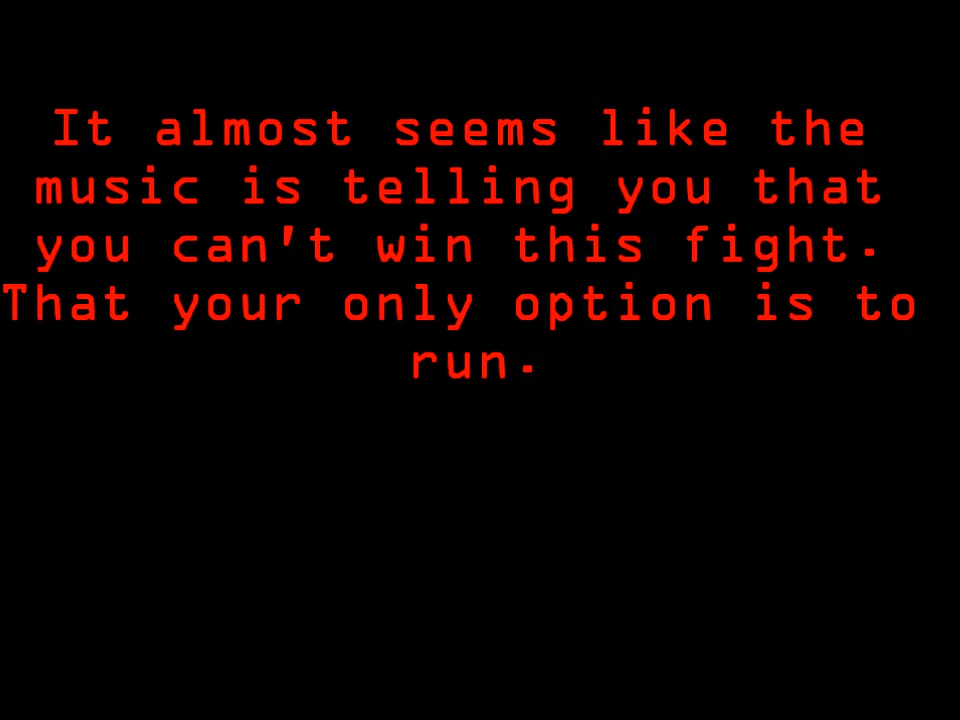 It almost seems like the
music is telling you that
you can't win this fight.
That your only option is to
run.